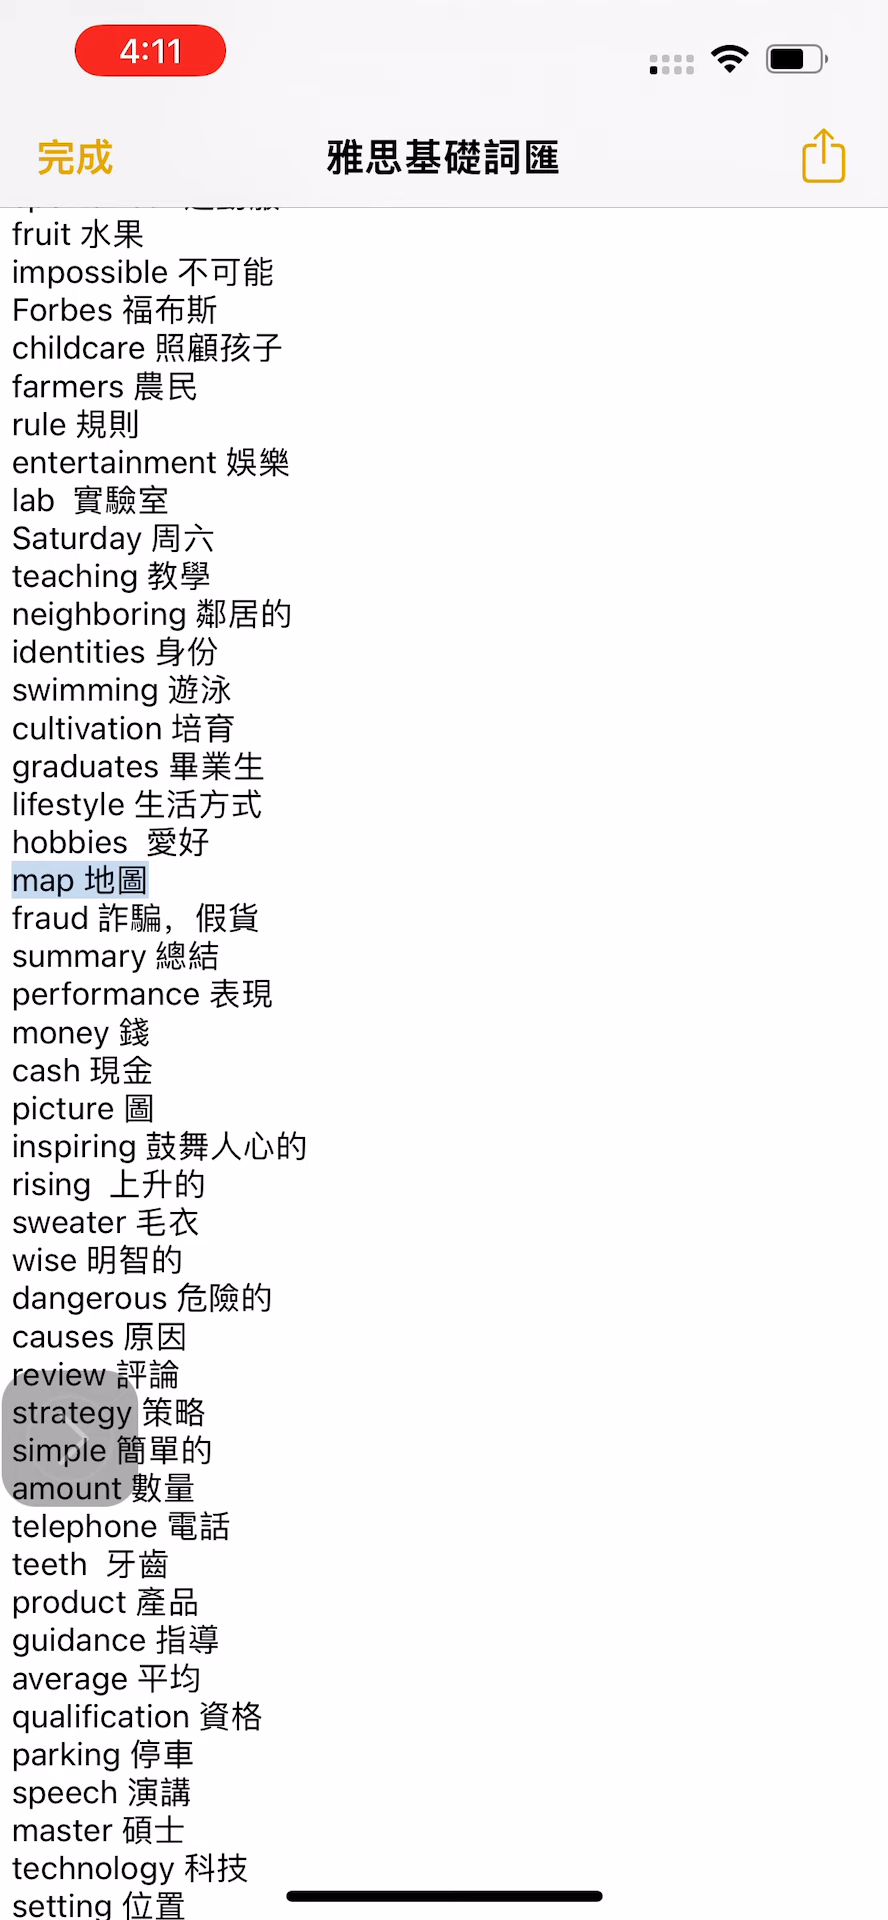 4:11
完成 雅思基礎詞匯
fruit 水果
impossible 不可能
Forbes 福布斯
childcare 照顧孩子
farmers 農民
rule 規則
entertainment 娛樂
lab 實驗室
Saturday 周六
teaching 教學
neighboring 鄰居的
identities 身份
swimming 遊泳
cultivation 培育
graduates 畢業生
lifestyle 生活方式
hobbies 愛好
map 地圖
fraud 詐騙，假貨
summary 總結
performance 表現
money 錢
cash 現金
picture 圖
inspiring 鼓舞人心的
rising 上升的
sweater 毛衣
wise 明智的
dangerous 危險的
causes 原因
review 評論
strategy 策略
simple 簡單的
amount 數量
telephone 電話
teeth 牙齒
product 產品
guidance 指導
average 平均
qualification 資格
parking 停車
speech 演講
master 碩士
technology 科技
setting 位置